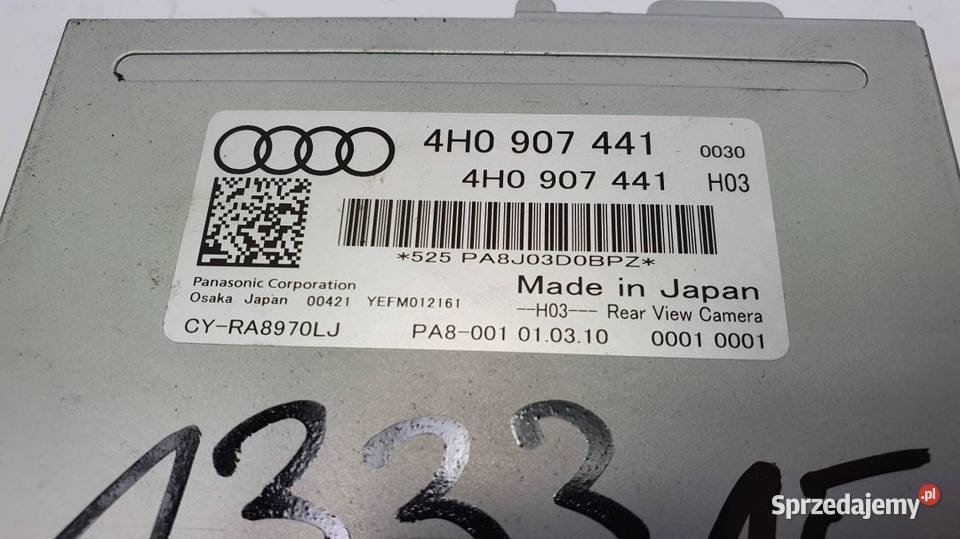 4H0 907 441 0030
4H0 907 441 H03
*525 PA8J03D0BPZ*
Panasonic Corporation
Osaka Japan 00421 YEFM012161
Made in Japan
--H03--- Rear View Camera
CY-RA8970LJ PA8-001 01.03.10 0001 0001
1333
Sprzedajemy.pl